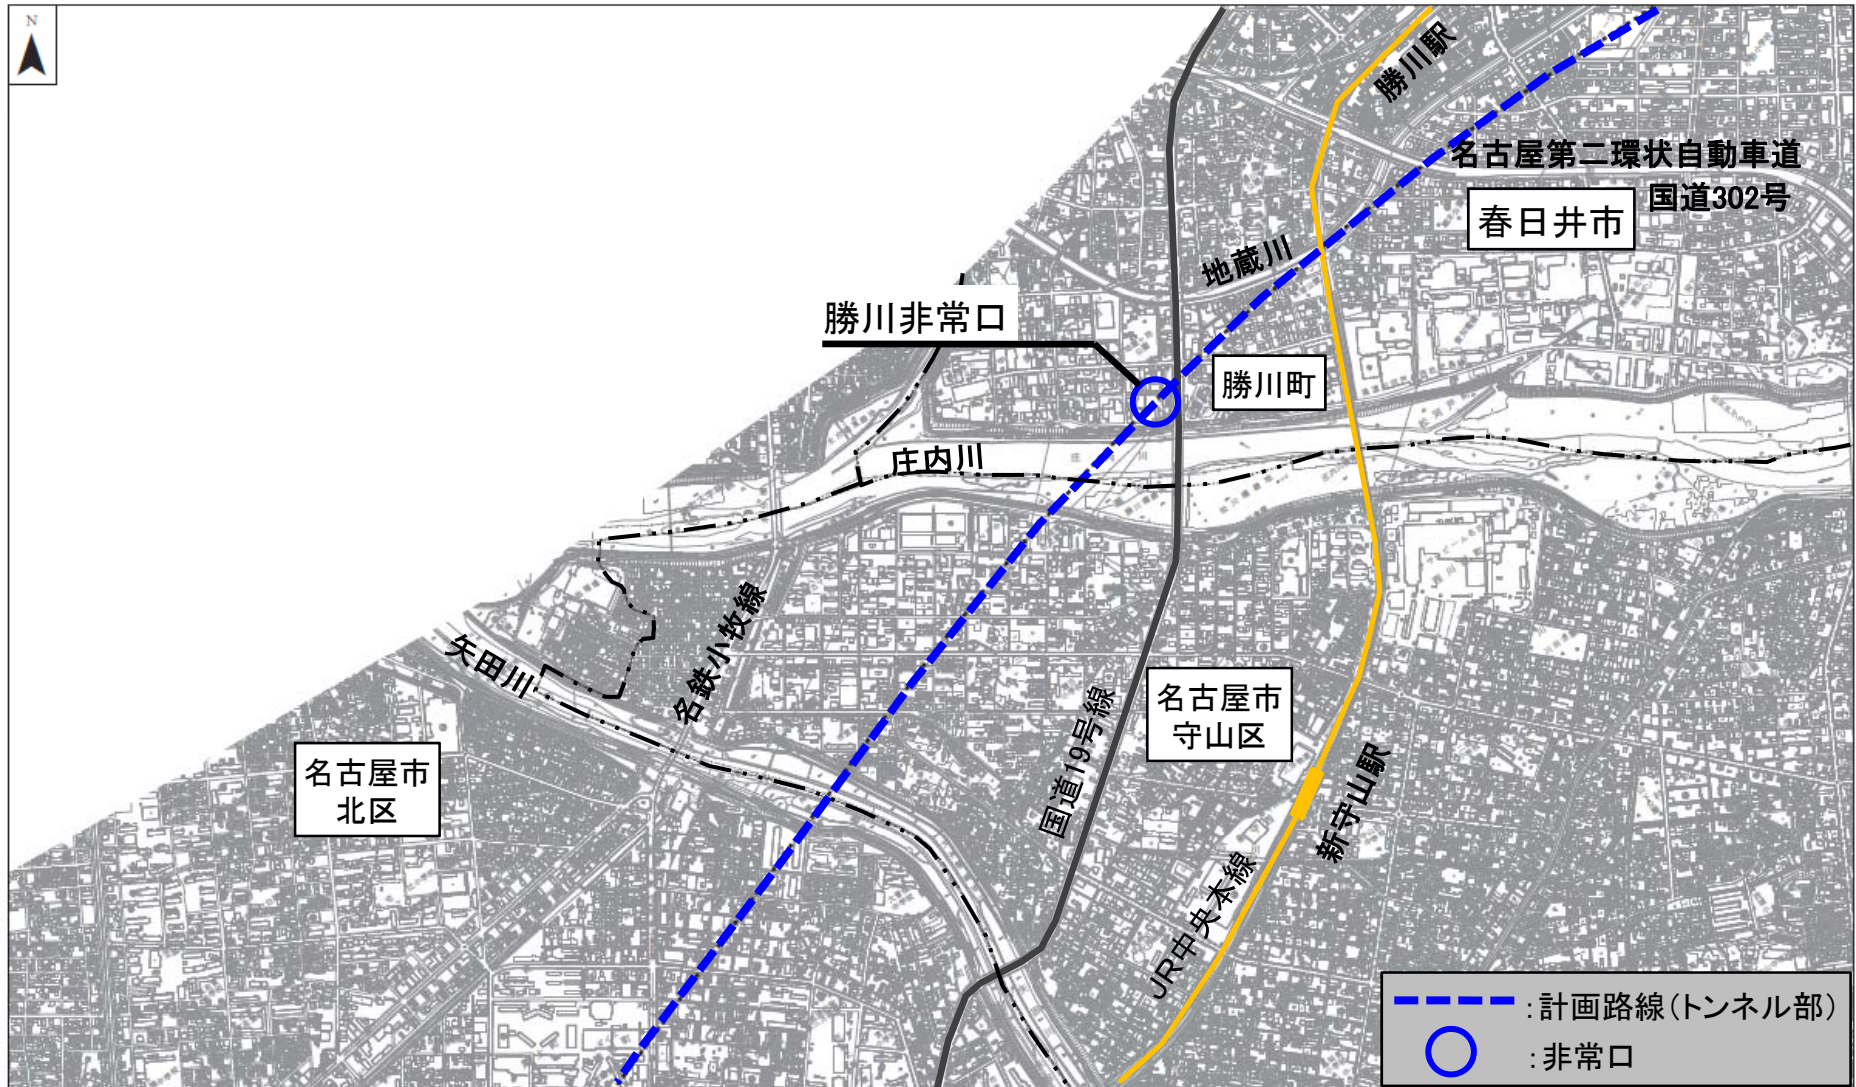 N
勝川駅
名古屋第二環状自動車道
国道302号
春日井市
地蔵川
勝川非常口
勝川町
庄内川
矢田川
名鉄小牧線
名古屋市
守山区
国道19号線
名古屋市
北区
新守山駅
JR中央本線
:計画路線(トンネル部)
:非常口